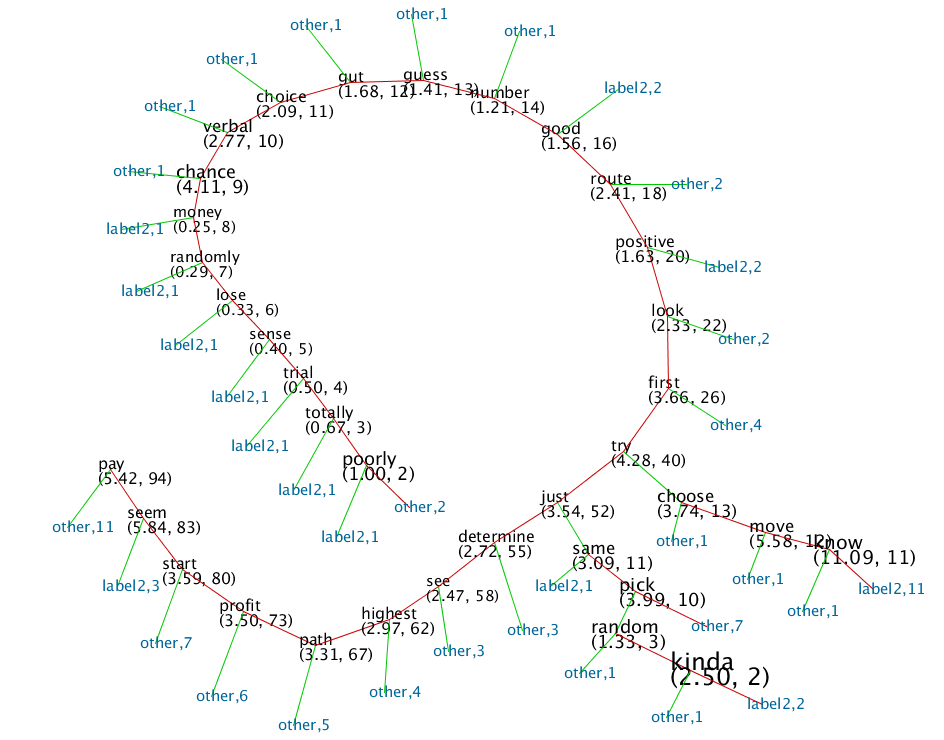 other,1
other,1
other,1
other,1
gut
(1.68, 12)
guess
(1.41, 13)
number
(1.21, 14)
other,1
choice
(2.09, 11)
label2,2
other,1
verbal
(2.77, 10)
good
(1.56, 16)
other,1
chance
(4.11, 9)
route
(2.41, 18)
other,2
money
(0.25, 8)
label2,1
positive
(1.63, 20)
label2,2
randomly
(0.29, 7)
label2,1
lose
(0.33, 6)
look
(2.33, 22)
other,2
label2,1
sense
(0.40, 5)
trial
(0.50, 4)
first
(3.66, 26)
label2,1
totally
(0.67, 3)
other,4
label2,1
try
(4.28, 40)
poorly
(1.00, 2)
pay
(5.42, 94)
label2,1
other,2
just
(3.54, 52)
choose
(3.74, 13)
seem
(5.84, 83)
other,11
label2,1
determine
(2.72, 55)
other,1
move
(5.58, 12)
know
(11.09, 11)
same
(3.09, 11)
start
(3.59, 80)
label2,3
see
(2.47, 58)
label2,1
pick
(3.99, 10)
other,1
label2,11
profit
(3.50, 73)
highest
(2.97, 62)
other,1
random
(1.33, 3)
other,3
other,7
other,7
path
(3.31, 67)
other,3
kinda
(2.50, 2)
other,1
other,6
other,4
label2,2
other,5
other,1